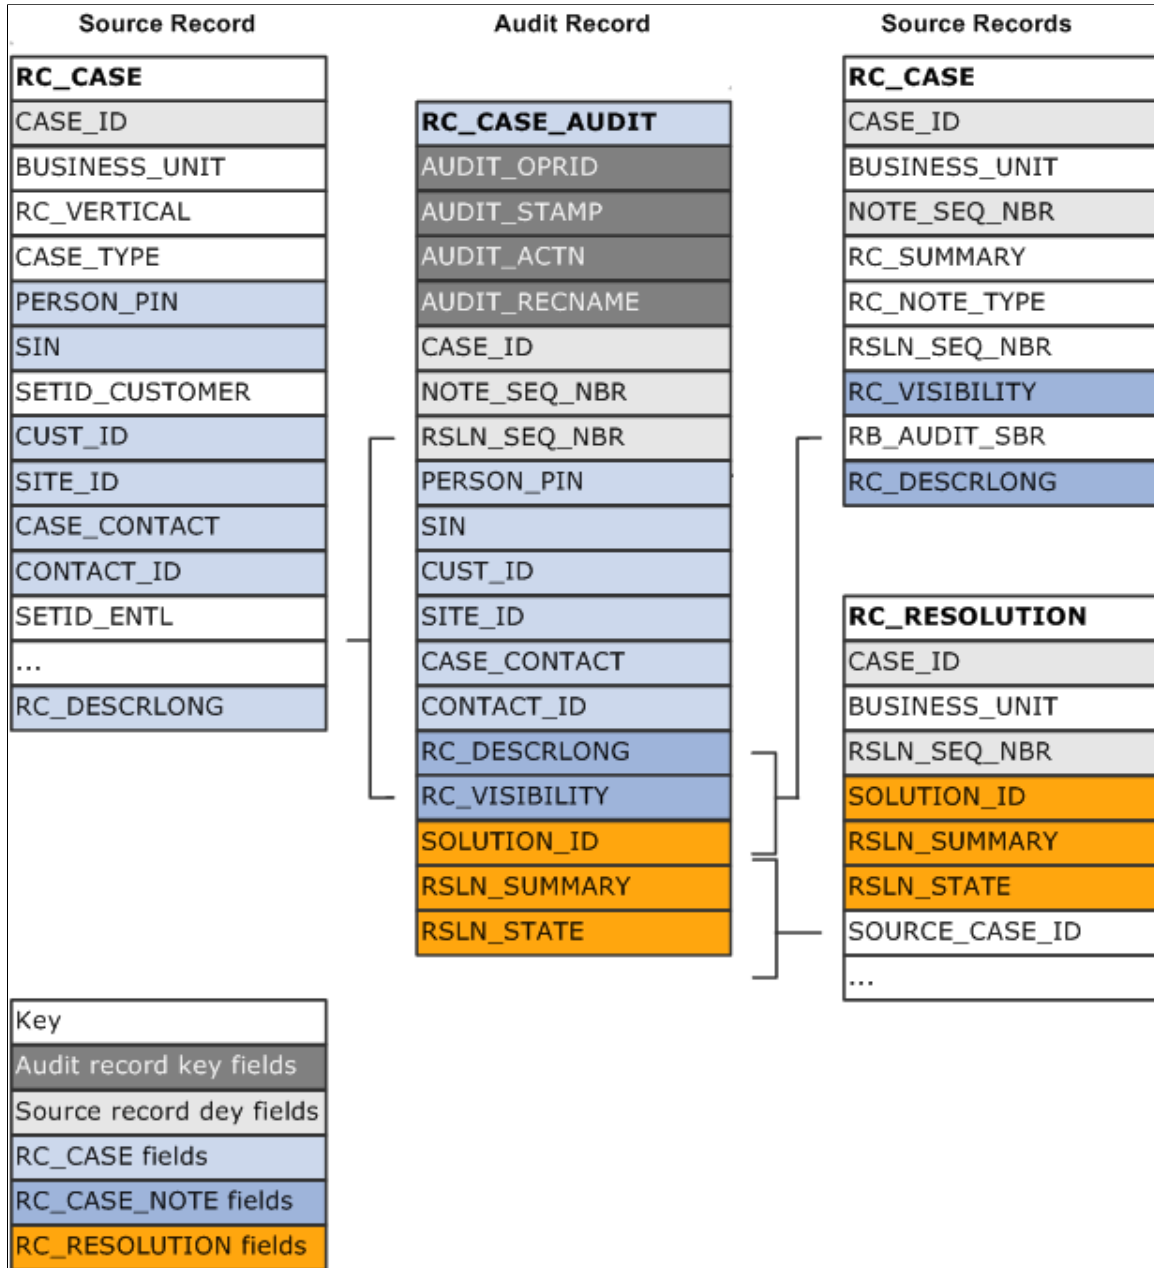 Source Record
Audit Record
Source Records
RC_CASE
CASE_ID
BUSINESS_UNIT
RC_VERTICAL
CASE_TYPE
PERSON_PIN
SIN
SETID_CUSTOMER
CUST_ID
SITE_ID
CASE_CONTACT
CONTACT_ID
SETID_ENTL
...
RC_DESCRLONG
RC_CASE_AUDIT
AUDIT_OPRID
AUDIT_STAMP
AUDIT_ACTN
AUDIT_RECNAME
CASE_ID
NOTE_SEQ_NBR
RSLN_SEQ_NBR
PERSON_PIN
SIN
CUST_ID
SITE_ID
CASE_CONTACT
CONTACT_ID
RC_DESCRLONG
RC_VISIBILITY
SOLUTION_ID
RSLN_SUMMARY
RSLN_STATE
RC_CASE
CASE_ID
BUSINESS_UNIT
NOTE_SEQ_NBR
RC_SUMMARY
RC_NOTE_TYPE
RSLN_SEQ_NBR
RC_VISIBILITY
RB_AUDIT_SBR
RC_DESCRLONG
RC_RESOLUTION
CASE_ID
BUSINESS_UNIT
RSLN_SEQ_NBR
SOLUTION_ID
RSLN_SUMMARY
RSLN_STATE
SOURCE_CASE_ID
...
Key
Audit record key fields
Source record dey fields
RC_CASE fields
RC_CASE_NOTE fields
RC_RESOLUTION fields